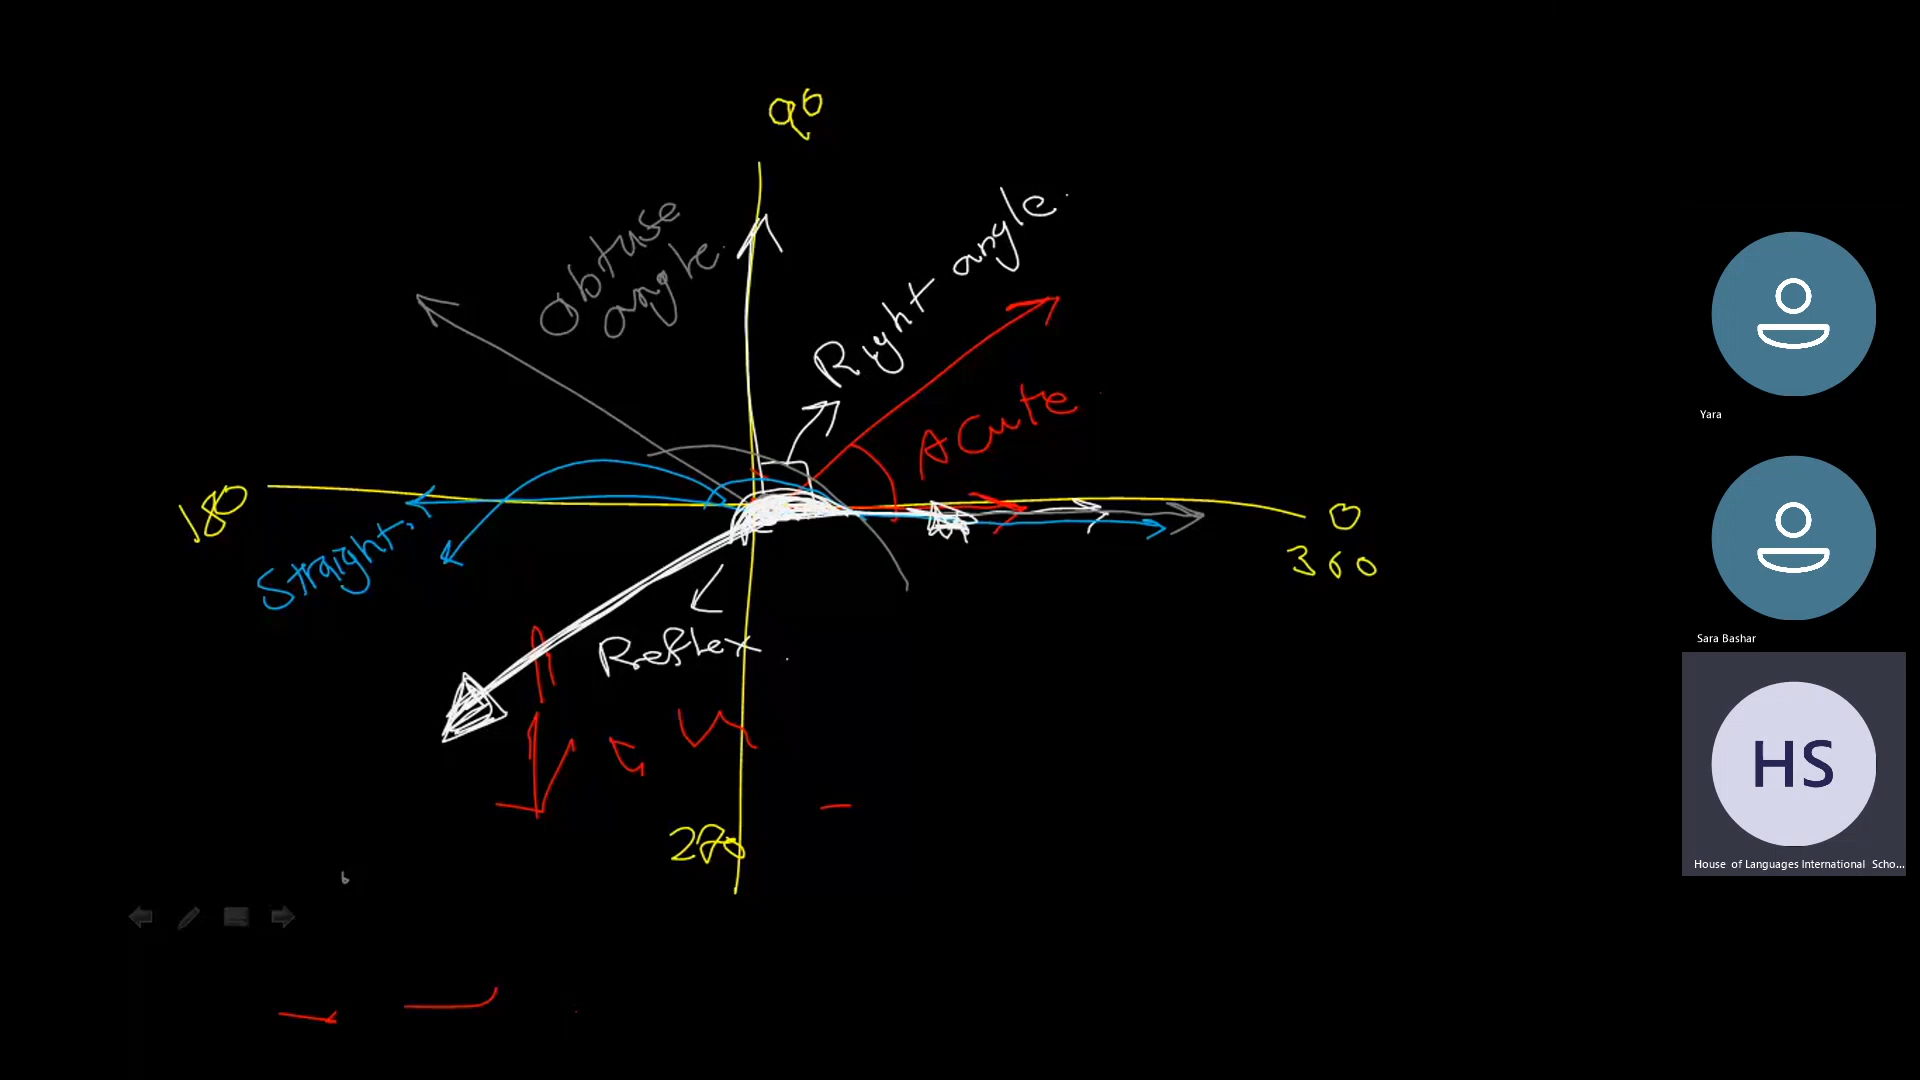 90
obtuse
angle.
Right angle.
Acute
180
0
360
Straight.
Reflex.
270
Yara
Sara Bashar
HS
House of Languages International Scho...